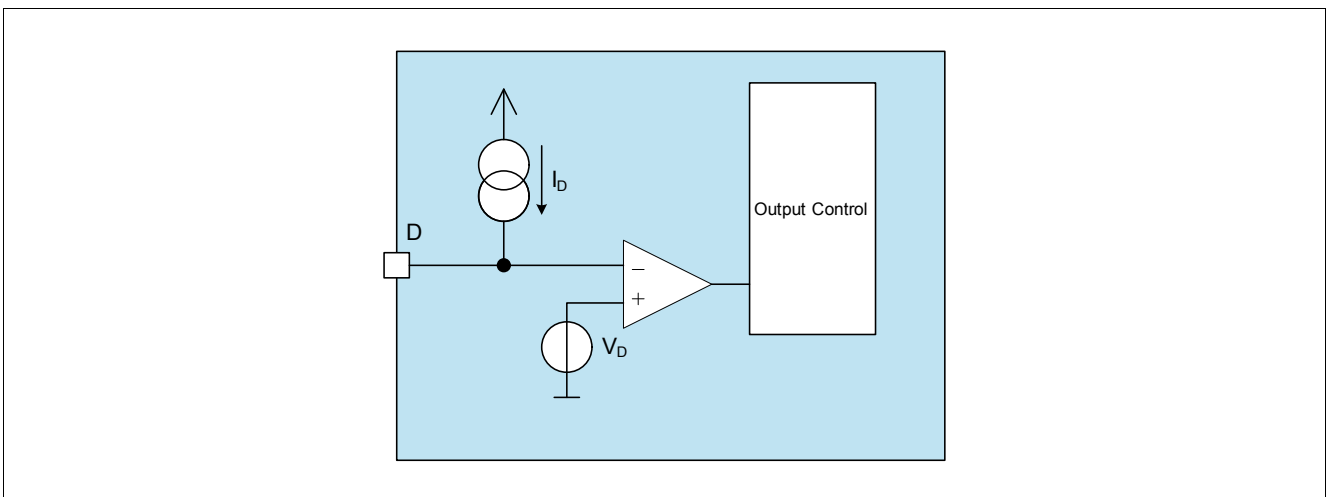 I_D
D
Output Control
−
+
V_D